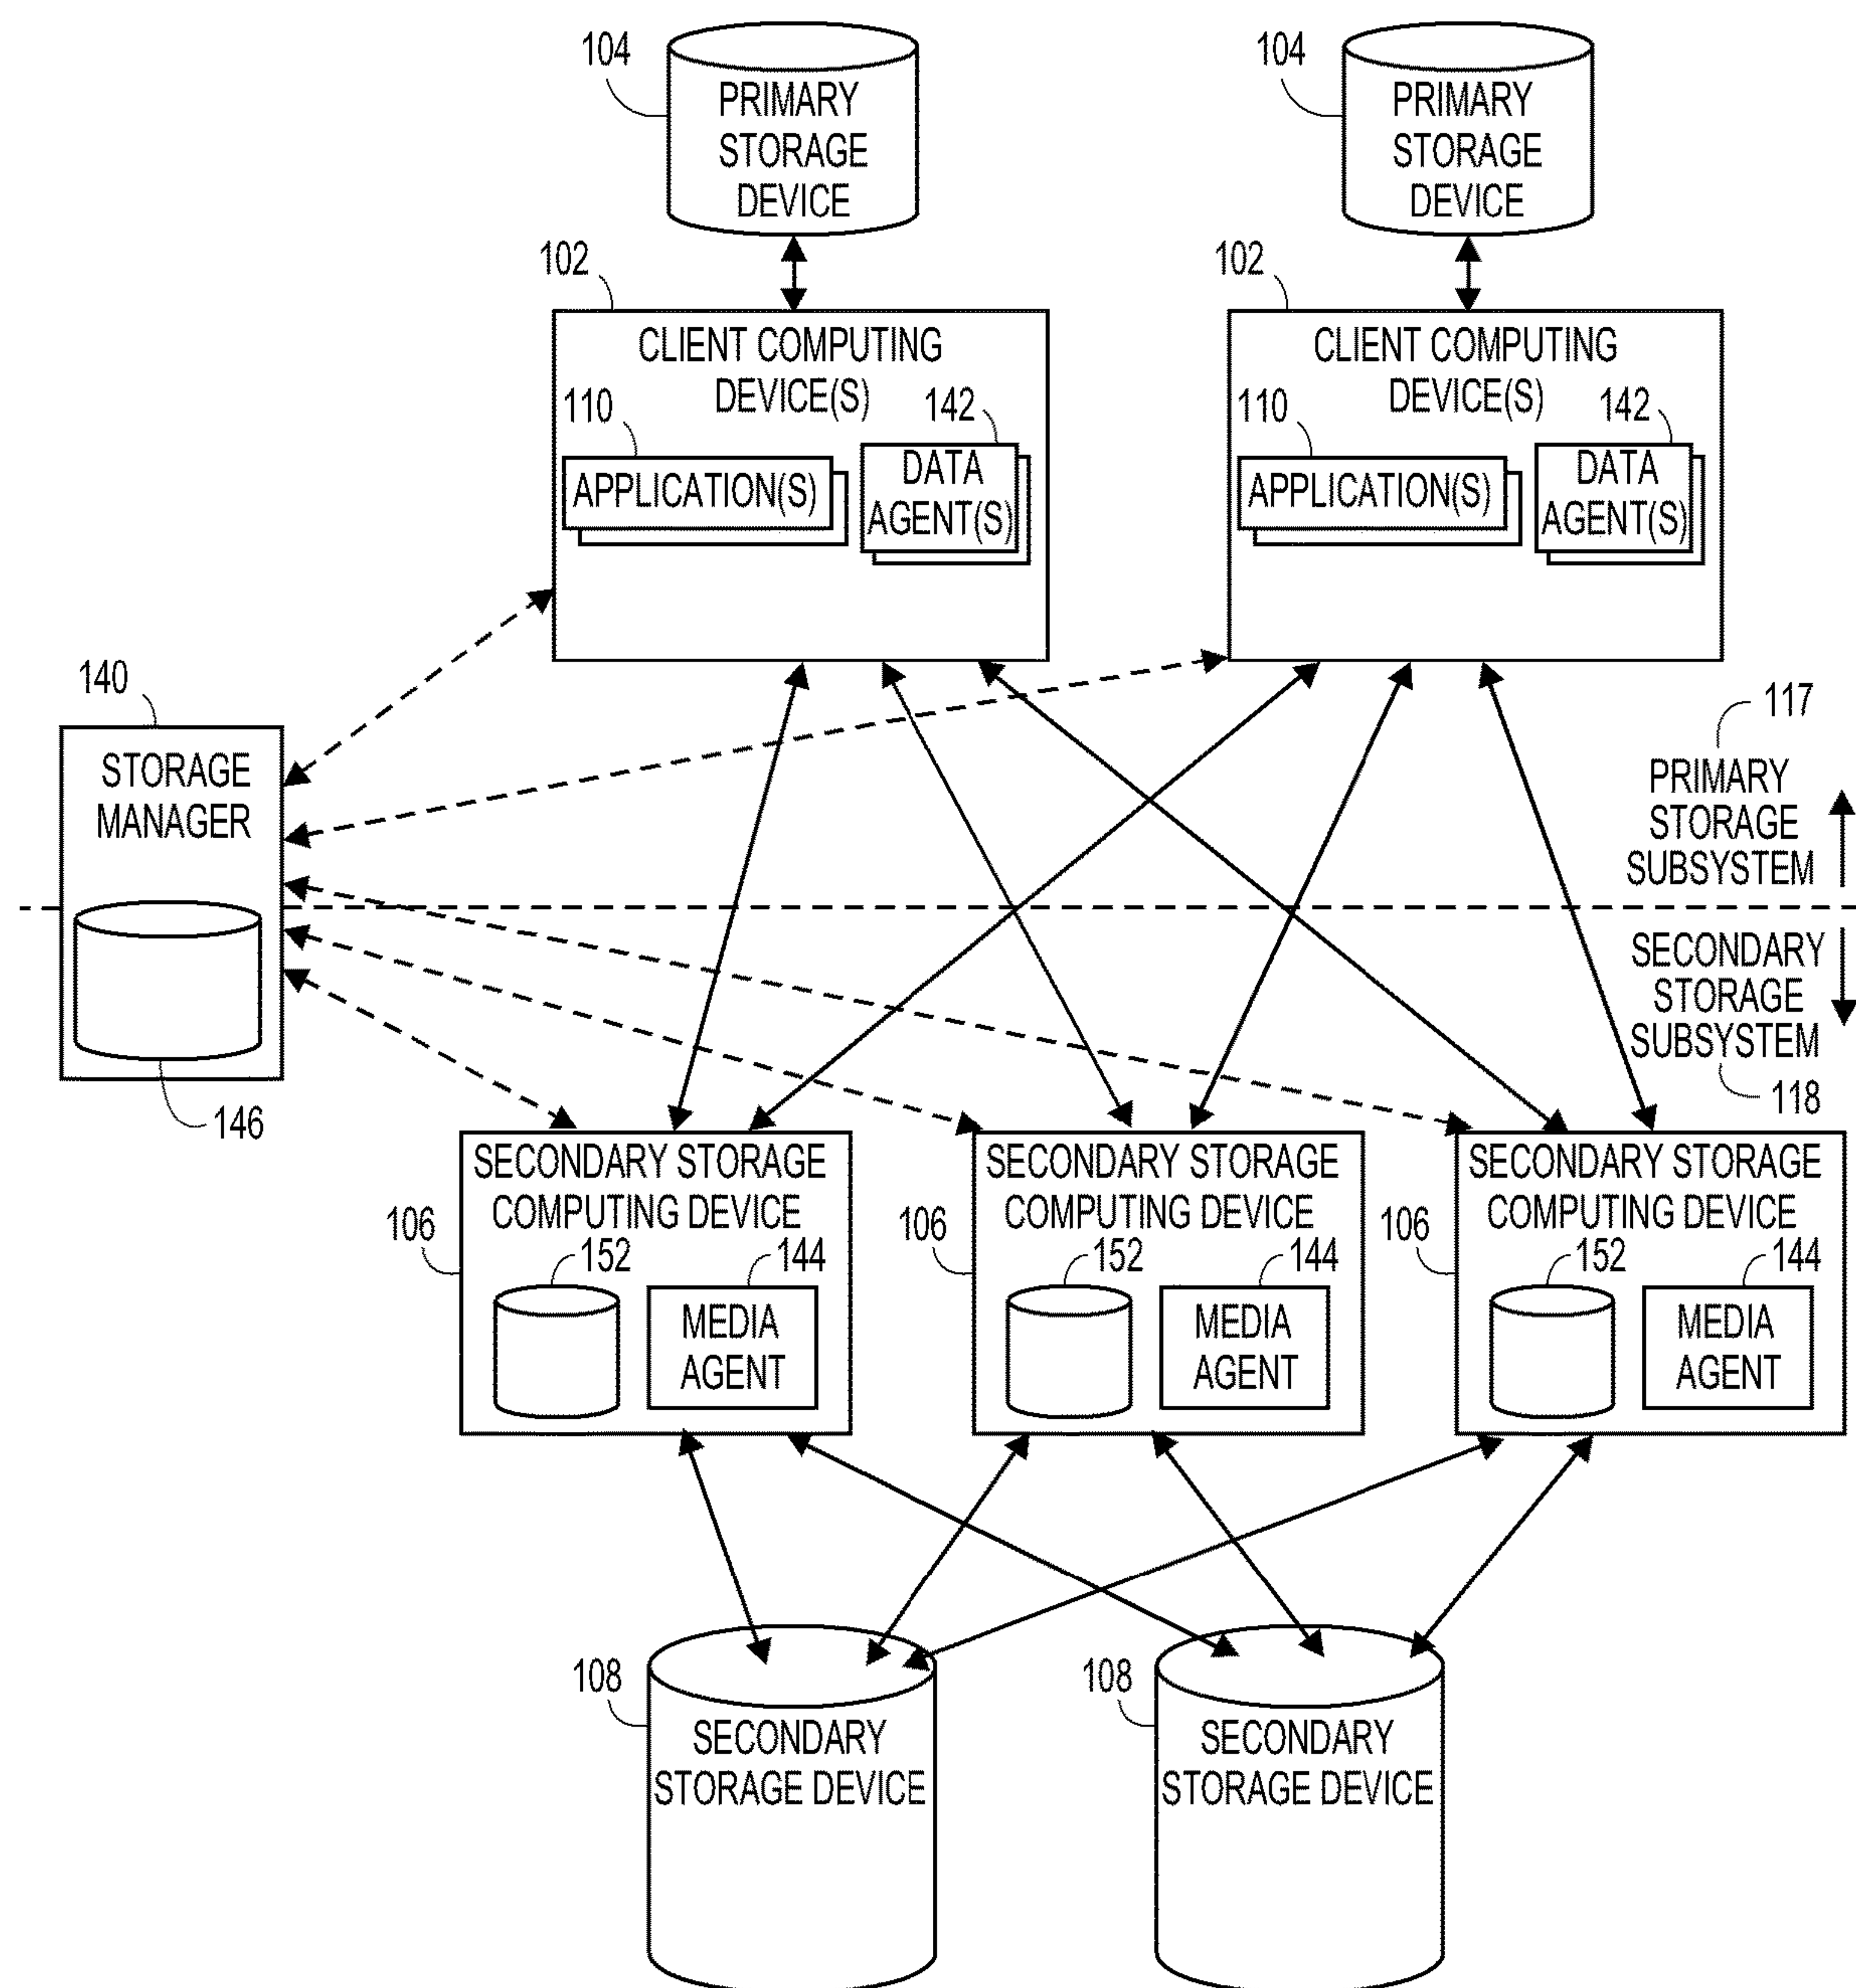 104
104
PRIMARY
STORAGE
DEVICE
PRIMARY
STORAGE
DEVICE
102
102
CLIENT COMPUTING
DEVICE(S)
CLIENT COMPUTING
DEVICE(S)
110
142
110
142
APPLICATION(S)
DATA
AGENT(S)
APPLICATION(S)
DATA
AGENT(S)
140
STORAGE
MANAGER
117
PRIMARY
STORAGE
SUBSYSTEM
SECONDARY
STORAGE
SUBSYSTEM
118
146
SECONDARY STORAGE
COMPUTING DEVICE
SECONDARY STORAGE
COMPUTING DEVICE
SECONDARY STORAGE
COMPUTING DEVICE
106
152
144
106
152
144
106
152
144
MEDIA
AGENT
MEDIA
AGENT
MEDIA
AGENT
108
108
SECONDARY
STORAGE DEVICE
SECONDARY
STORAGE DEVICE